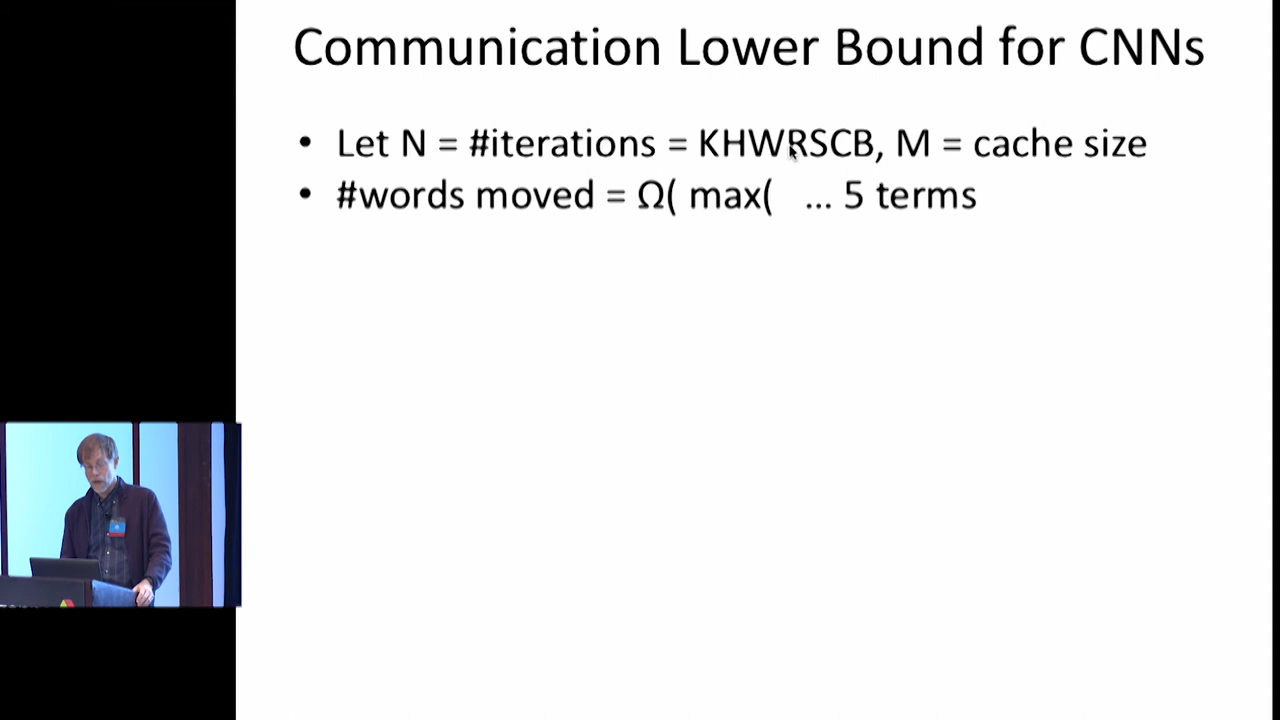 Communication Lower Bound for CNNs
• Let N = #iterations = KHWRSCB, M = cache size
• #words moved = Ω( max( ... 5 terms